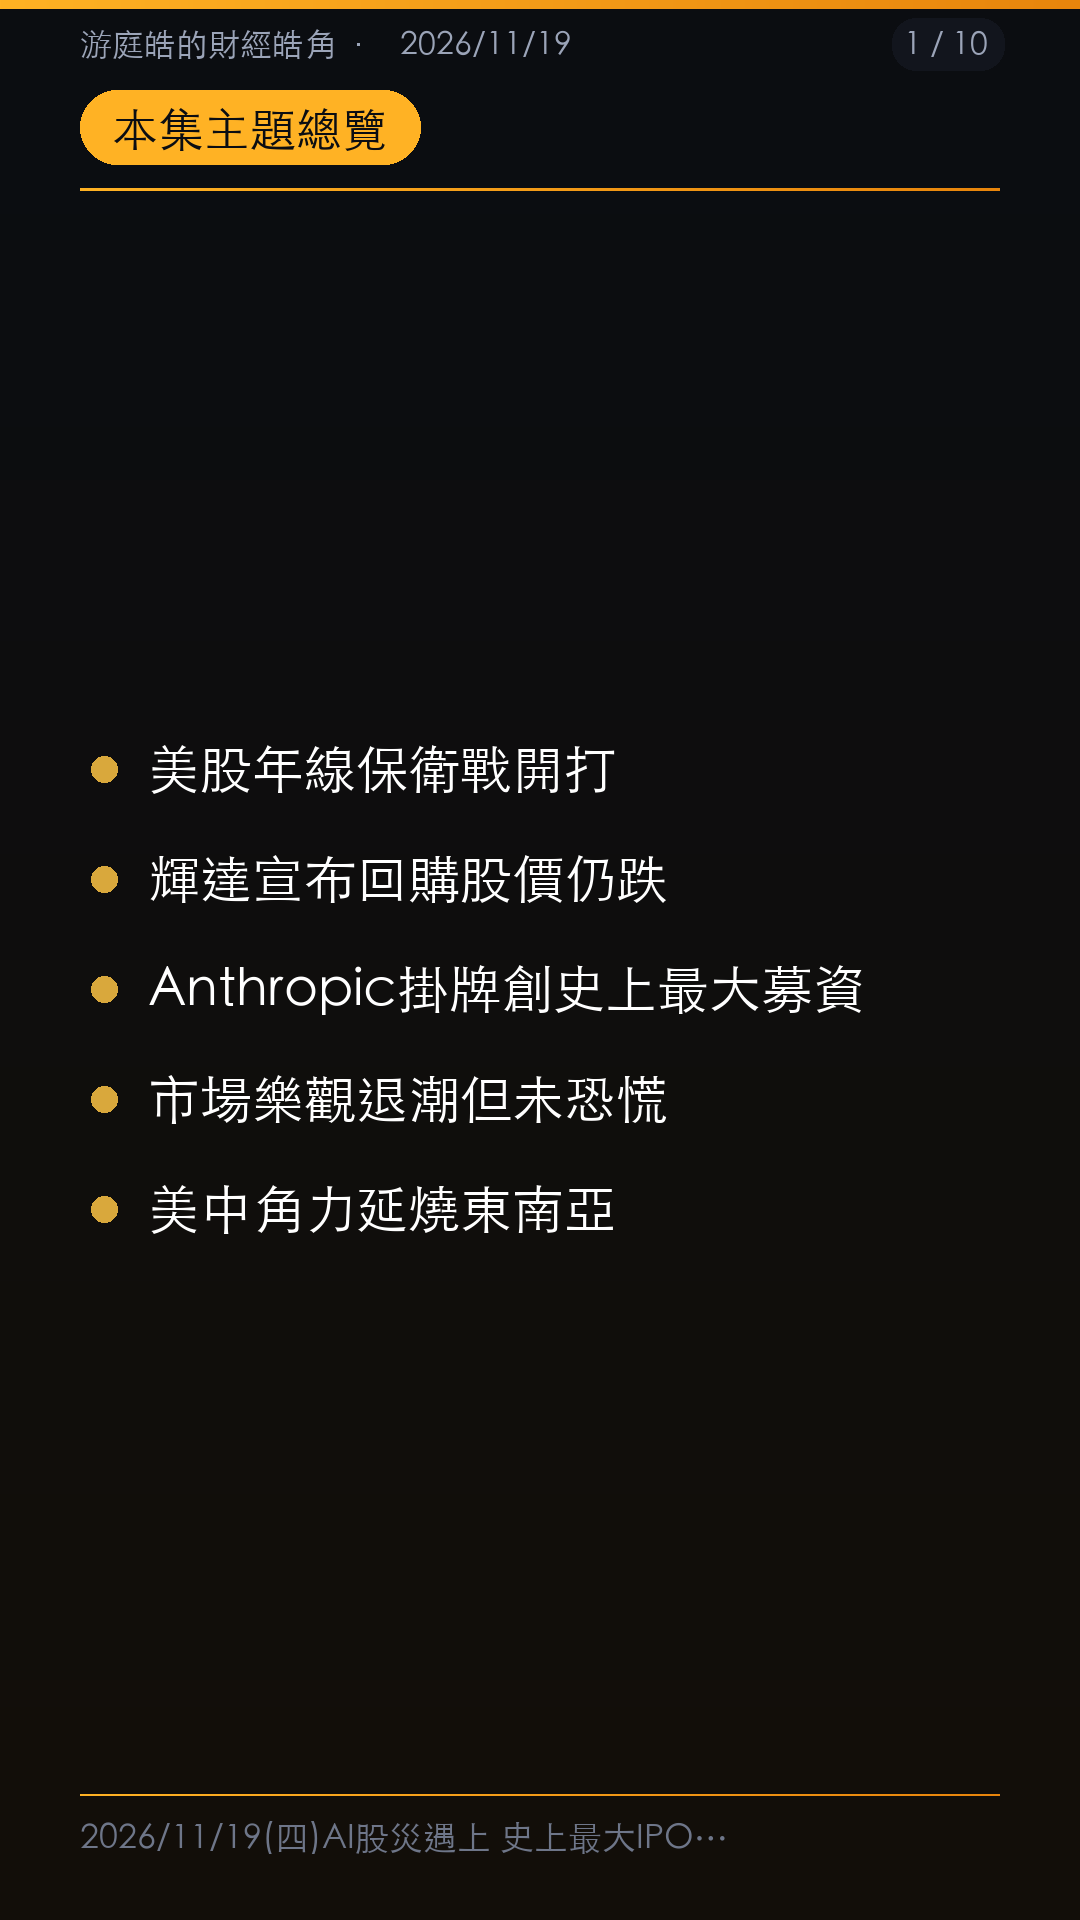 游庭皓的財經皓角 · 2026/11/19
1 / 10
本集主題總覽
美股年線保衛戰開打
輝達宣布回購股價仍跌
Anthropic掛牌創史上最大募資
市場樂觀退潮但未恐慌
美中角力延燒東南亞
2026/11/19(四)AI股災遇上 史上最大IPO⋯